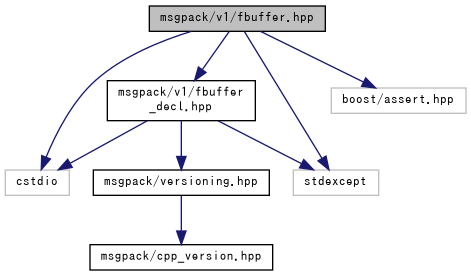 msgpack/v1/fbuffer.hpp
msgpack/v1/fbuffer
_decl.hpp
boost/assert.hpp
cstdio
msgpack/versioning.hpp
stdexcept
msgpack/cpp_version.hpp